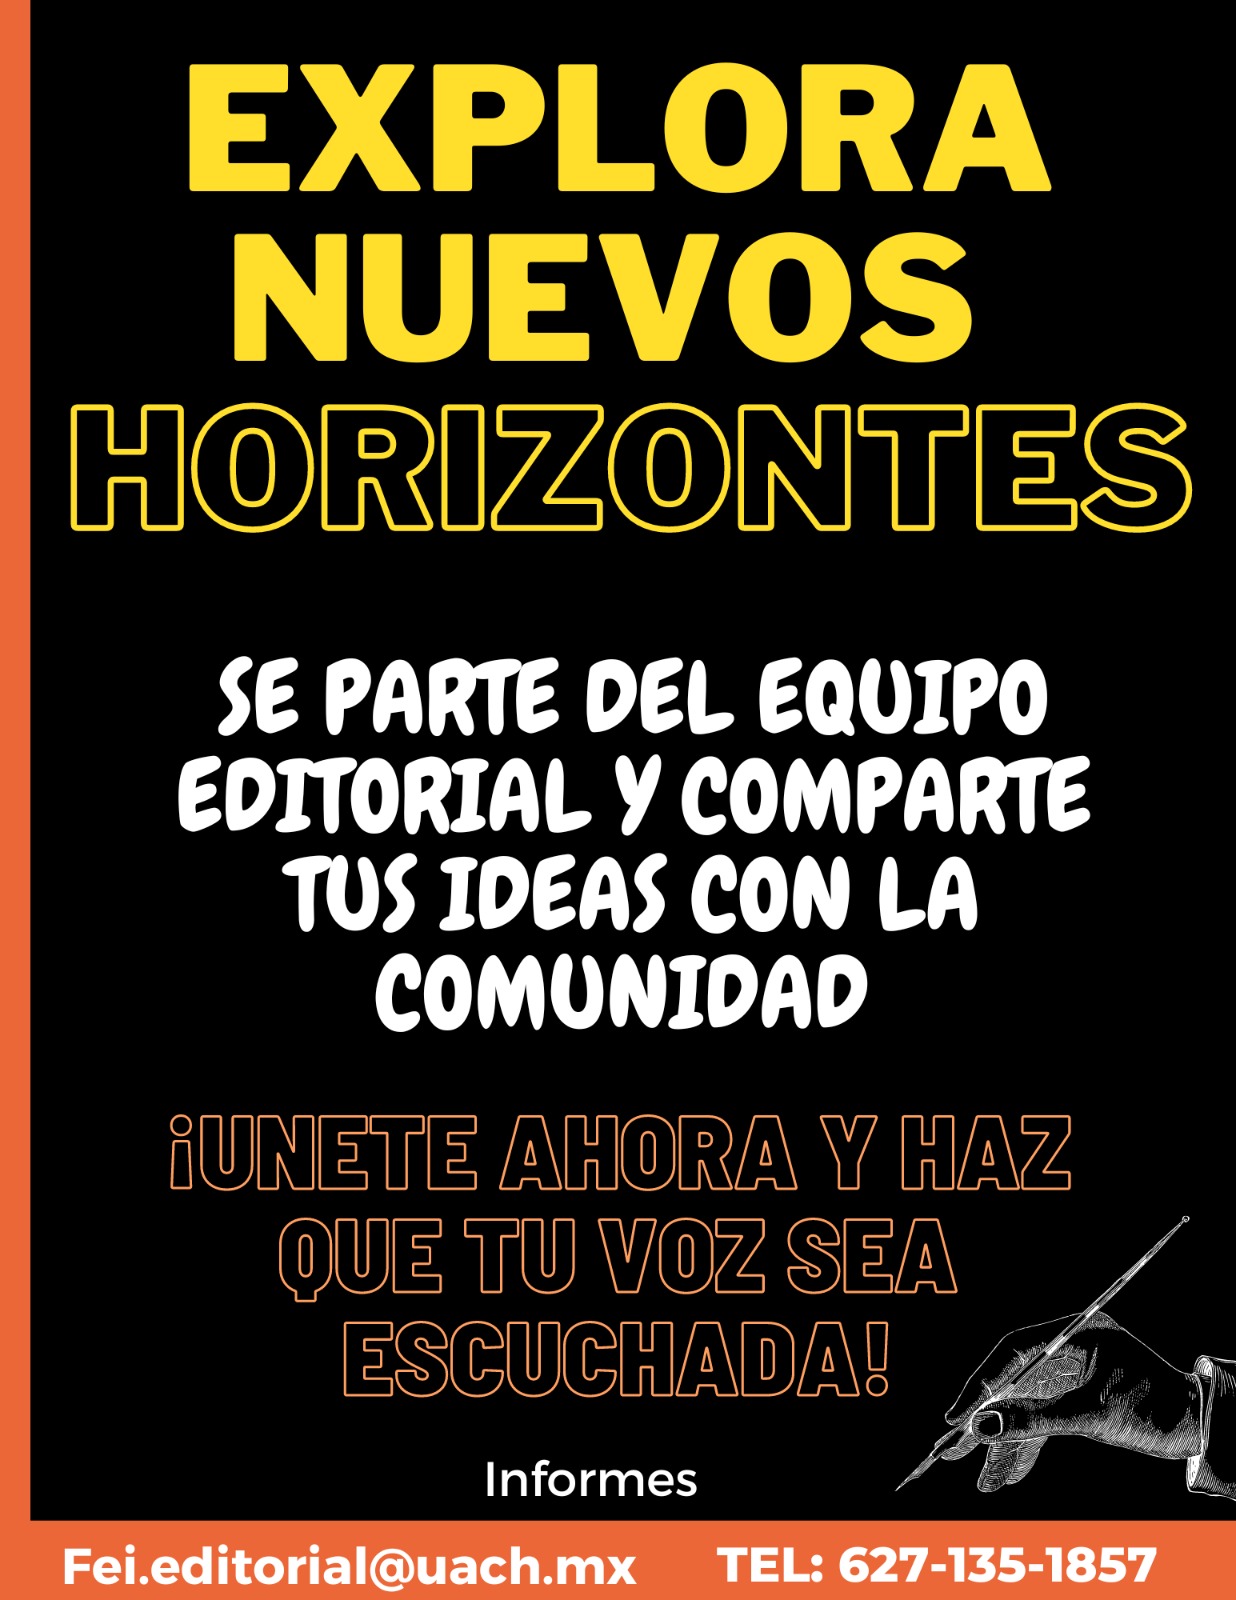 EXPLORA
NUEVOS
HORIZONTES
SE PARTE DEL EQUIPO
EDITORIAL Y COMPARTE
TUS IDEAS CON LA
COMUNIDAD
¡UNETE AHORA Y HAZ
QUE TU VOZ SEA
ESCUCHADA!
Informes
Fei.editorial@uach.mx TEL: 627-135-1857